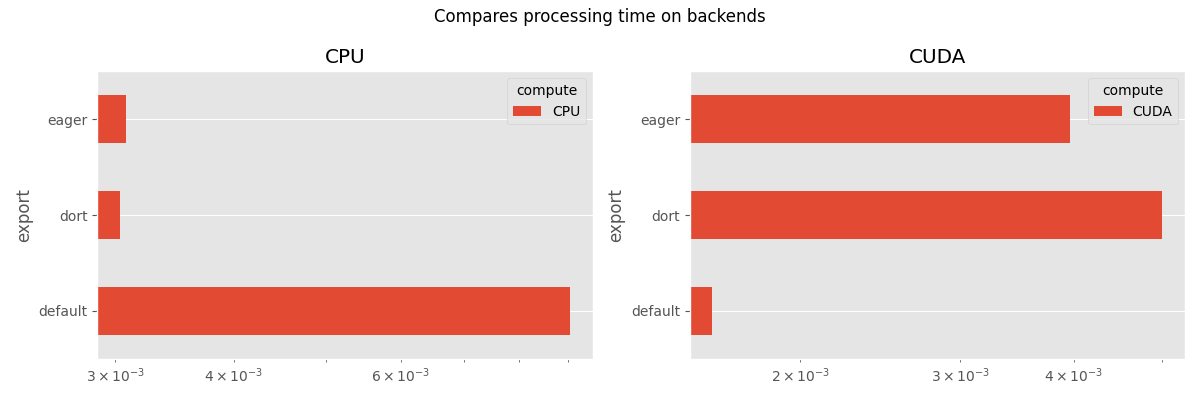 Compares processing time on backends
CPU
compute
CPU
export
eager
dort
default
3 × 10⁻³
4 × 10⁻³
6 × 10⁻³
CUDA
compute
CUDA
export
eager
dort
default
2 × 10⁻³
3 × 10⁻³
4 × 10⁻³